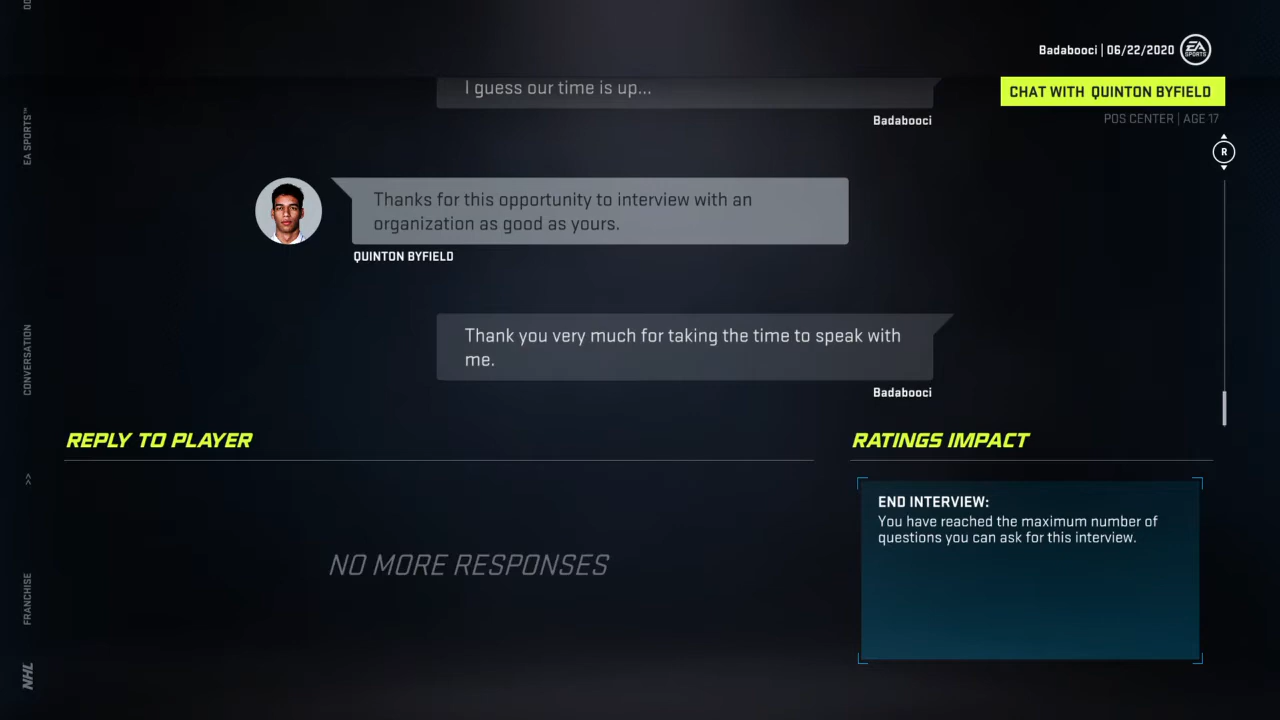 Badabooci | 06/22/2020
EA SPORTS
I guess our time is up...
CHAT WITH QUINTON BYFIELD
Badabooci
POS CENTER | AGE 17
R
EA SPORTS™
Thanks for this opportunity to interview with an
organization as good as yours.
QUINTON BYFIELD
Thank you very much for taking the time to speak with
me.
Badabooci
CONVERSATION
REPLY TO PLAYER
RATINGS IMPACT
>>
END INTERVIEW:
You have reached the maximum number of
questions you can ask for this interview.
NO MORE RESPONSES
FRANCHISE
NHL